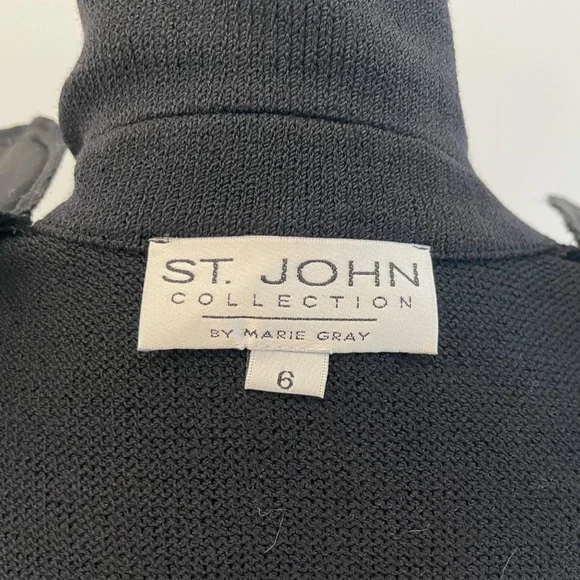 ST. JOHN
COLLECTION
BY MARIE GRAY
6